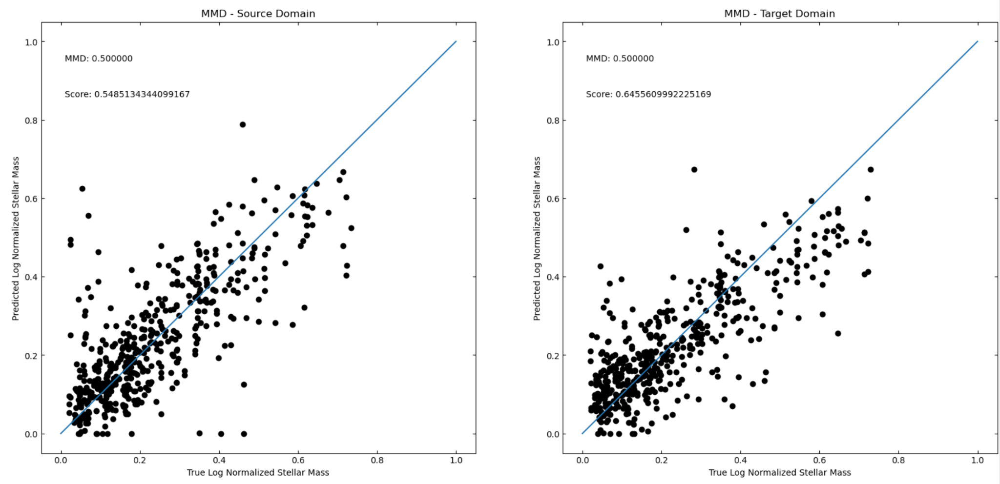 MMD - Source Domain
MMD: 0.500000
Score: 0.5485134344099167
1.0
0.8
0.6
0.4
0.2
0.0
Predicted Log Normalized Stellar Mass
0.0 0.2 0.4 0.6 0.8 1.0
True Log Normalized Stellar Mass
MMD - Target Domain
MMD: 0.500000
Score: 0.6455609992225169
1.0
0.8
0.6
0.4
0.2
0.0
Predicted Log Normalized Stellar Mass
0.0 0.2 0.4 0.6 0.8 1.0
True Log Normalized Stellar Mass